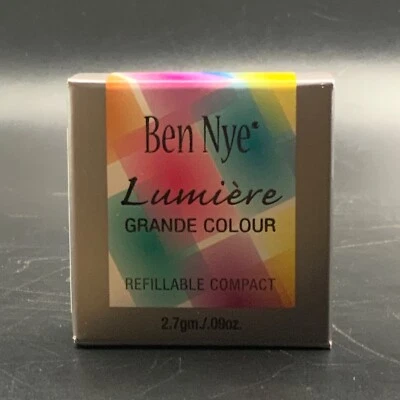 Ben Nye®
Lumière
GRANDE COLOUR
REFILLABLE COMPACT
2.7gm./.09oz.